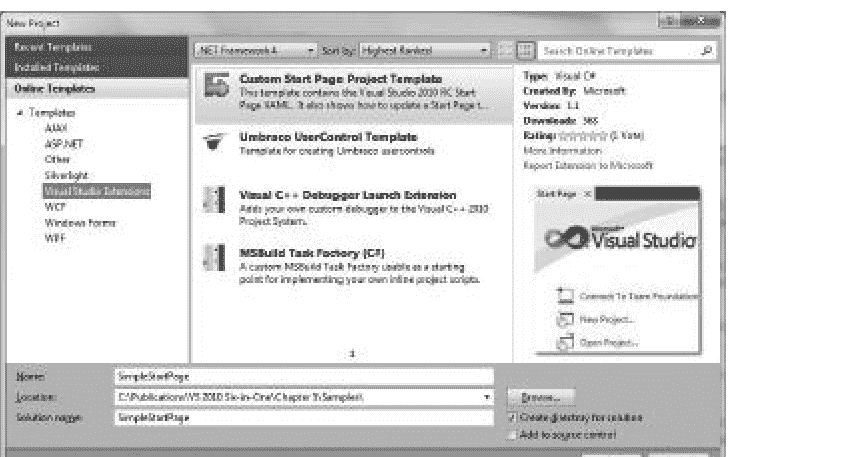 New Project
Recent Templates
Installed Templates
Online Templates
Templates
AJAX
ASP.NET
Other
Silverlight
Visual Studio Extensions
WCF
Windows Forms
WPF
.NET Framework 4
Sort by: Highest Ranked
Search Online Templates
Custom Start Page Project Template
This template contains the Visual Studio 2010 RC Start
Page XAML. It also shows how to update a Start Page t...
Umbraco UserControl Template
Template for creating Umbraco usercontrols
Visual C++ Debugger Launch Extension
Adds your own custom debugger to the Visual C++ 2010
Project System.
MSBuild Task Factory (C#)
A custom MSBuild Task Factory usable as a starting
point for implementing your own inline project scripts.
1
Type: Visual C#
Created By: Microsoft
Version: 1.1
Downloads: 368
Rating: (1 Vote)
More Information
Report Extension to Microsoft
Start Page
Visual Studio
Connect To Team Foundation
New Project...
Open Project...
Name: SimpleStartPage
Location: C:\Publications\VS 2010 Six-in-One\Chapter 3\Samples\
Browse...
Solution name: SimpleStartPage
Create directory for solution
Add to source control